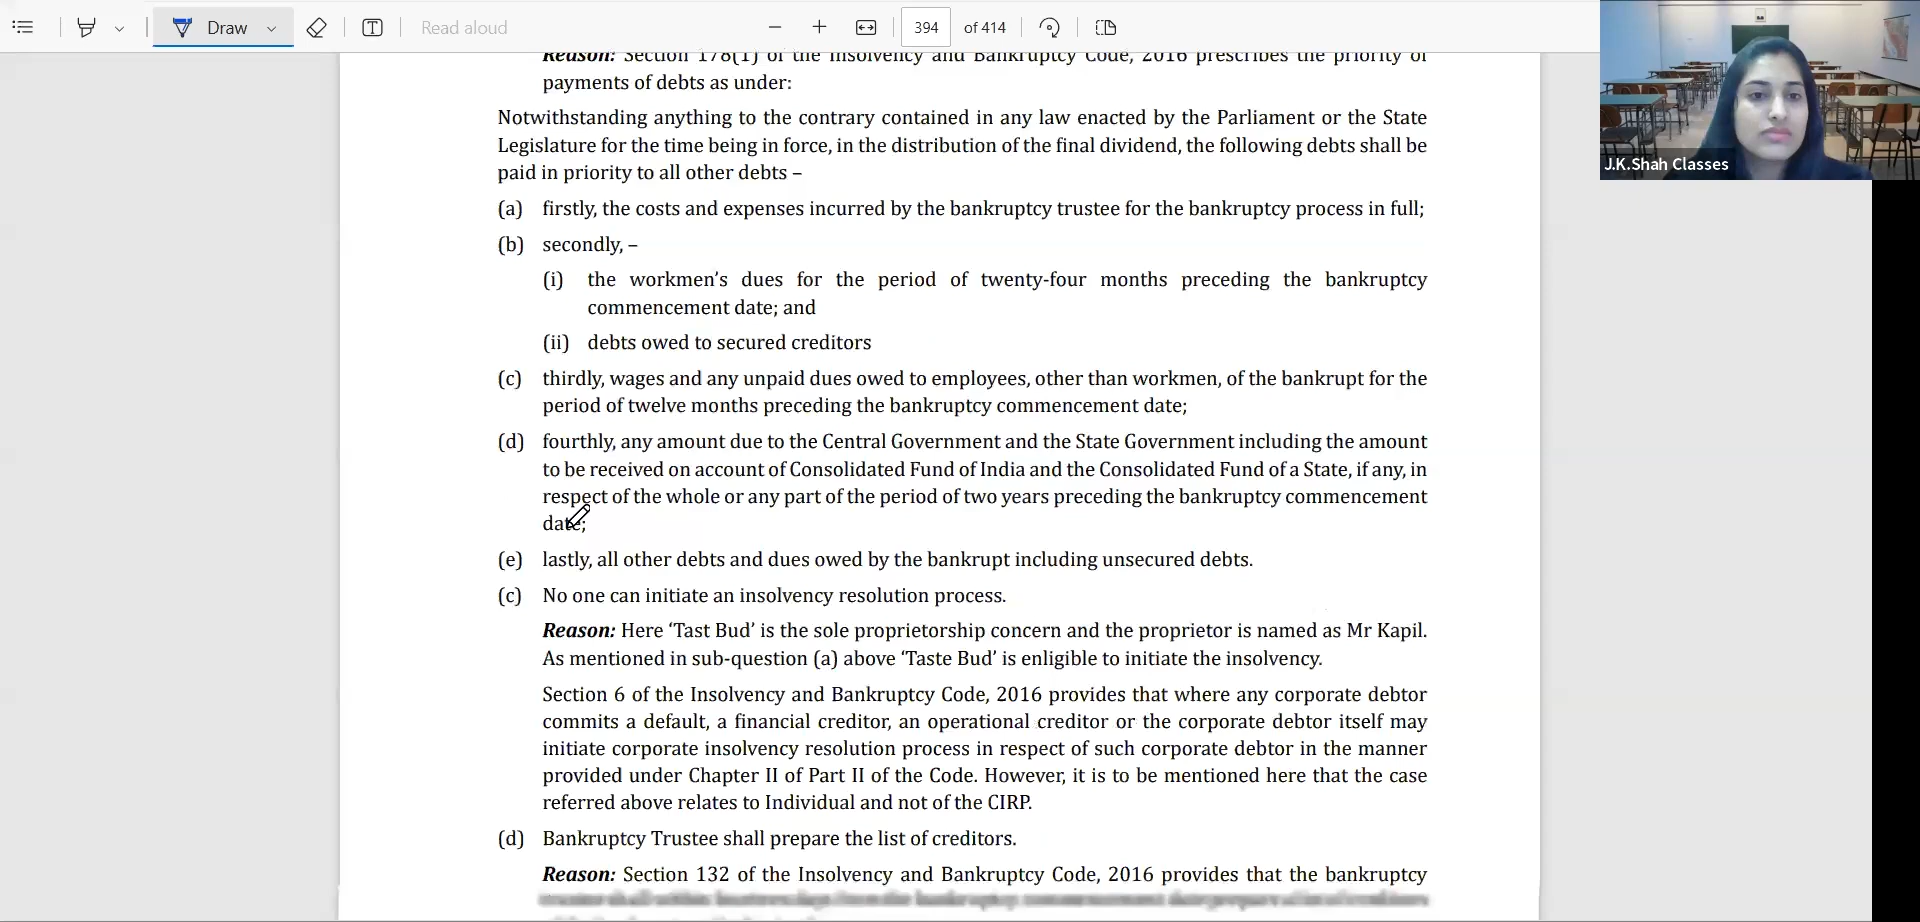 Draw
Read aloud
394 of 414
Reason: Section 178(1) of the Insolvency and Bankruptcy Code, 2016 prescribes the priority of
payments of debts as under:
Notwithstanding anything to the contrary contained in any law enacted by the Parliament or the State
Legislature for the time being in force, in the distribution of the final dividend, the following debts shall be
paid in priority to all other debts –
(a) firstly, the costs and expenses incurred by the bankruptcy trustee for the bankruptcy process in full;
(b) secondly, –
(i) the workmen’s dues for the period of twenty-four months preceding the bankruptcy
commencement date; and
(ii) debts owed to secured creditors
(c) thirdly, wages and any unpaid dues owed to employees, other than workmen, of the bankrupt for the
period of twelve months preceding the bankruptcy commencement date;
(d) fourthly, any amount due to the Central Government and the State Government including the amount
to be received on account of Consolidated Fund of India and the Consolidated Fund of a State, if any, in
respect of the whole or any part of the period of two years preceding the bankruptcy commencement
date;
(e) lastly, all other debts and dues owed by the bankrupt including unsecured debts.
(c) No one can initiate an insolvency resolution process.
Reason: Here ‘Tast Bud’ is the sole proprietorship concern and the proprietor is named as Mr Kapil.
As mentioned in sub-question (a) above ‘Taste Bud’ is enligible to initiate the insolvency.
Section 6 of the Insolvency and Bankruptcy Code, 2016 provides that where any corporate debtor
commits a default, a financial creditor, an operational creditor or the corporate debtor itself may
initiate corporate insolvency resolution process in respect of such corporate debtor in the manner
provided under Chapter II of Part II of the Code. However, it is to be mentioned here that the case
referred above relates to Individual and not of the CIRP.
(d) Bankruptcy Trustee shall prepare the list of creditors.
Reason: Section 132 of the Insolvency and Bankruptcy Code, 2016 provides that the bankruptcy
J.K.Shah Classes